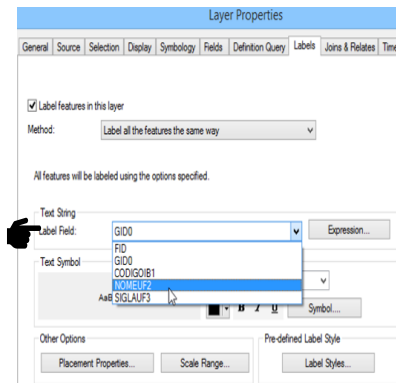 Layer Properties
General Source Selection Display Symbology Fields Definition Query Labels Joins & Relates Time
Label features in this layer
Method: Label all the features the same way
All features will be labeled using the options specified.
Text String
Label Field: GID0 Expression...
FID
GID0
CODIGOIB1
NOMEUF2
SIGLAUF3
Text Symbol
AaB
B I U Symbol....
Other Options Pre-defined Label Style
Placement Properties... Scale Range... Label Styles...